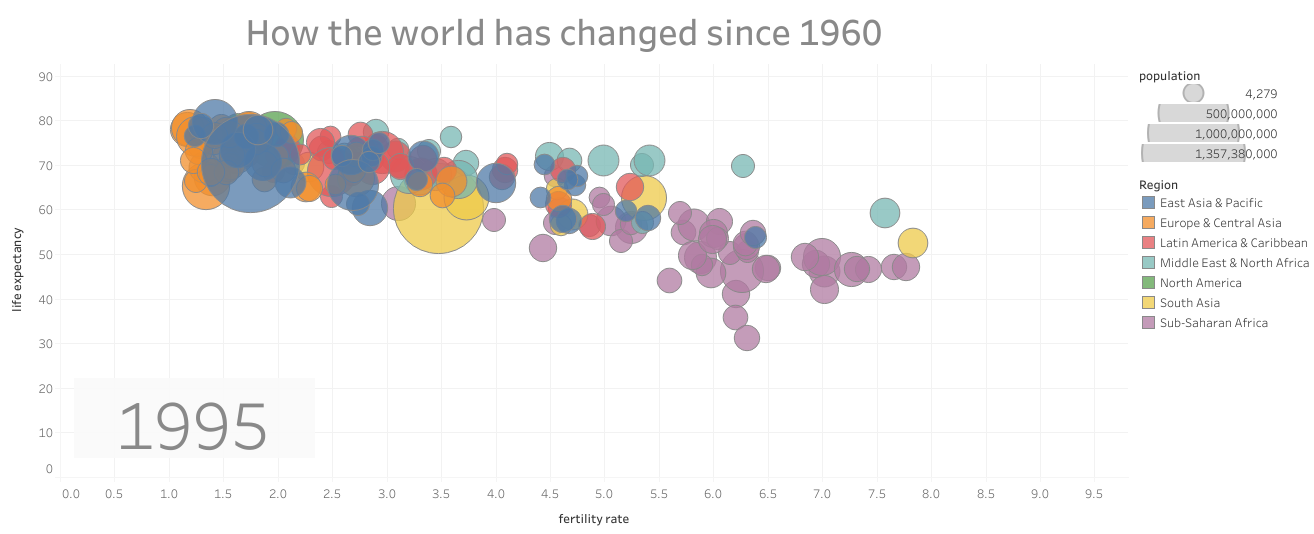 How the world has changed since 1960
population
4,279
500,000,000
1,000,000,000
1,357,380,000
Region
East Asia & Pacific
Europe & Central Asia
Latin America & Caribbean
Middle East & North Africa
North America
South Asia
Sub-Saharan Africa
life expectancy
90
80
70
60
50
40
30
20
10
0
1995
0.0 0.5 1.0 1.5 2.0 2.5 3.0 3.5 4.0 4.5 5.0 5.5 6.0 6.5 7.0 7.5 8.0 8.5 9.0 9.5
fertility rate